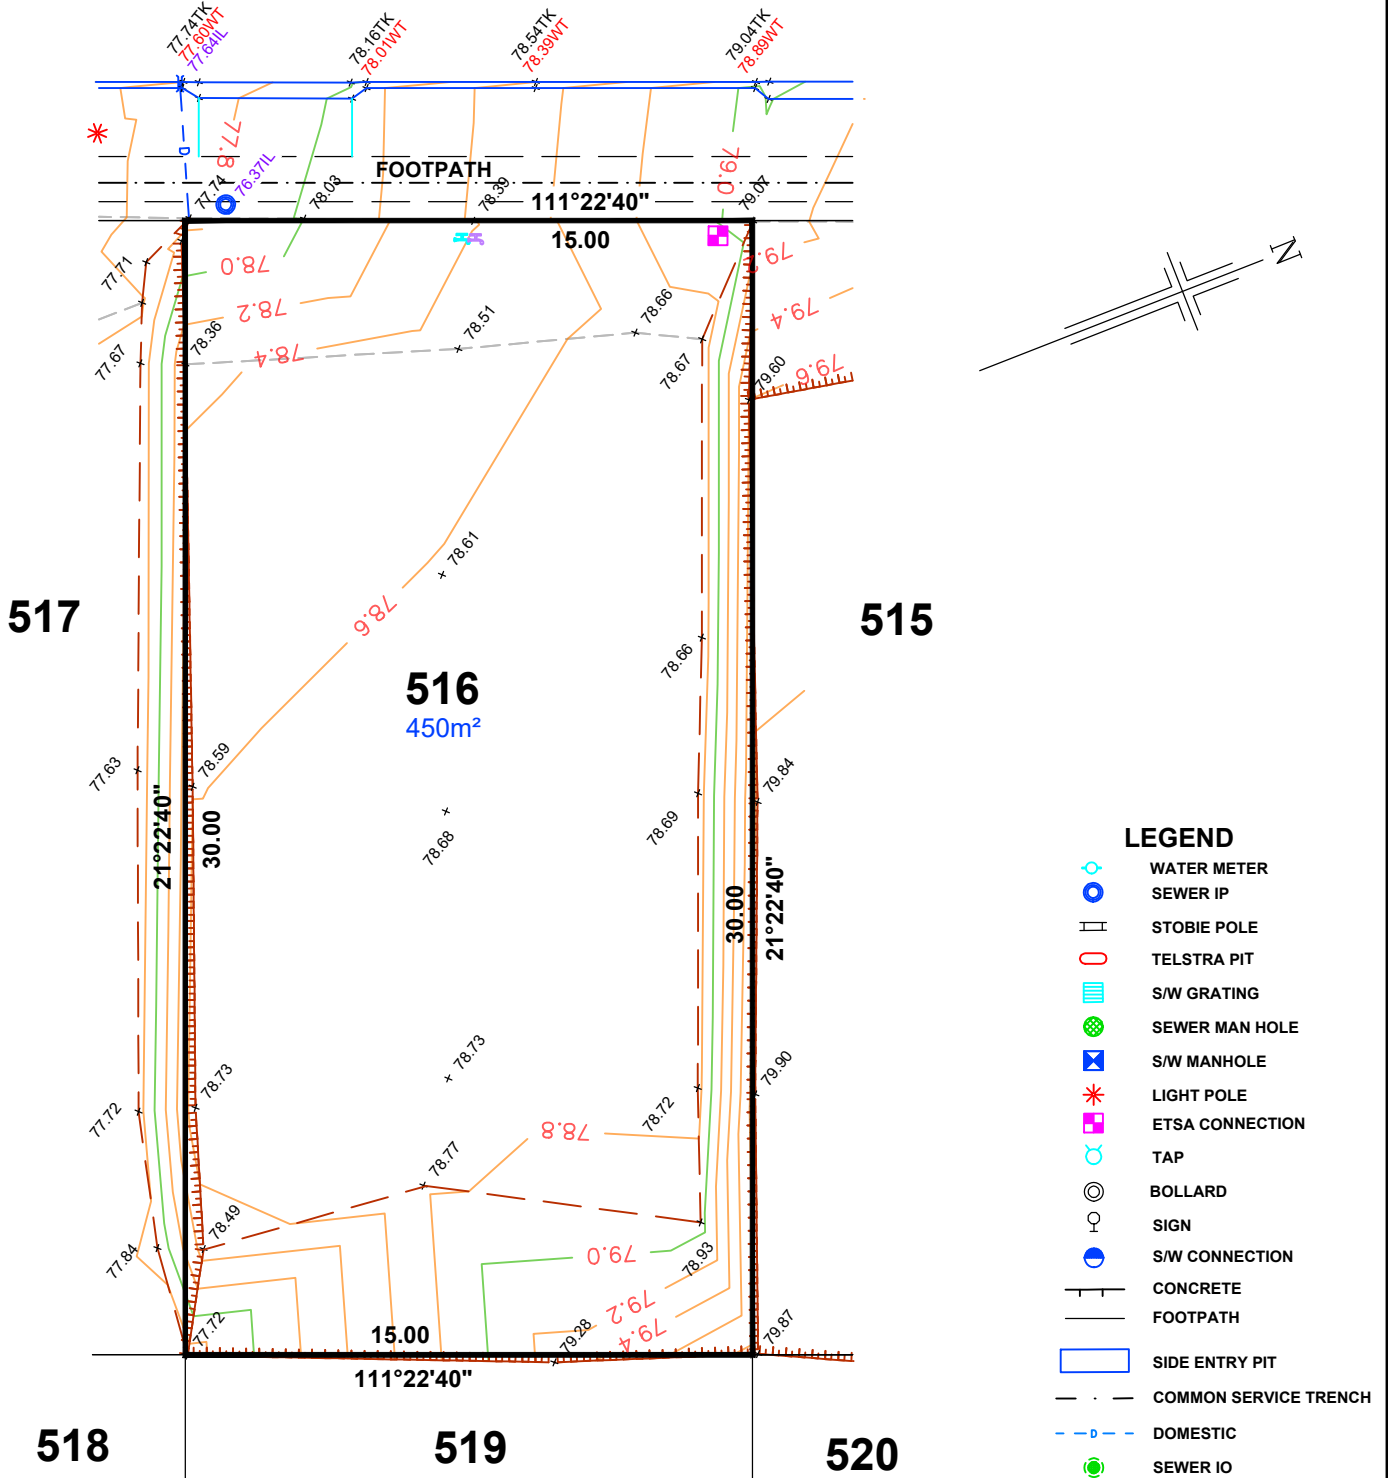 77.74TK
77.60WT
77.64IL
78.16TK
78.01WT
78.54TK
78.39WT
79.04TK
78.89WT
77.8
D
76.37IL
77.74
FOOTPATH
78.03
78.39
111°22'40"
79.0
79.07
15.00
79.2
N
77.71
78.0
78.2
78.36
78.4
78.51
78.66
79.4
77.67
78.67
79.60
79.6
78.61
78.6
517
515
78.66
516
450m²
77.63
78.59
79.84
21°22'40"
30.00
78.68
78.69
30.00
21°22'40"
78.73
78.73
78.72
79.90
77.72
78.8
78.77
78.49
77.84
79.0
78.93
79.2
79.4
77.72
15.00
79.28
79.87
111°22'40"
518
519
520
LEGEND
WATER METER
SEWER IP
STOBIE POLE
TELSTRA PIT
S/W GRATING
SEWER MAN HOLE
S/W MANHOLE
LIGHT POLE
ETSA CONNECTION
TAP
BOLLARD
SIGN
S/W CONNECTION
CONCRETE
FOOTPATH
SIDE ENTRY PIT
COMMON SERVICE TRENCH
D DOMESTIC
SEWER IO